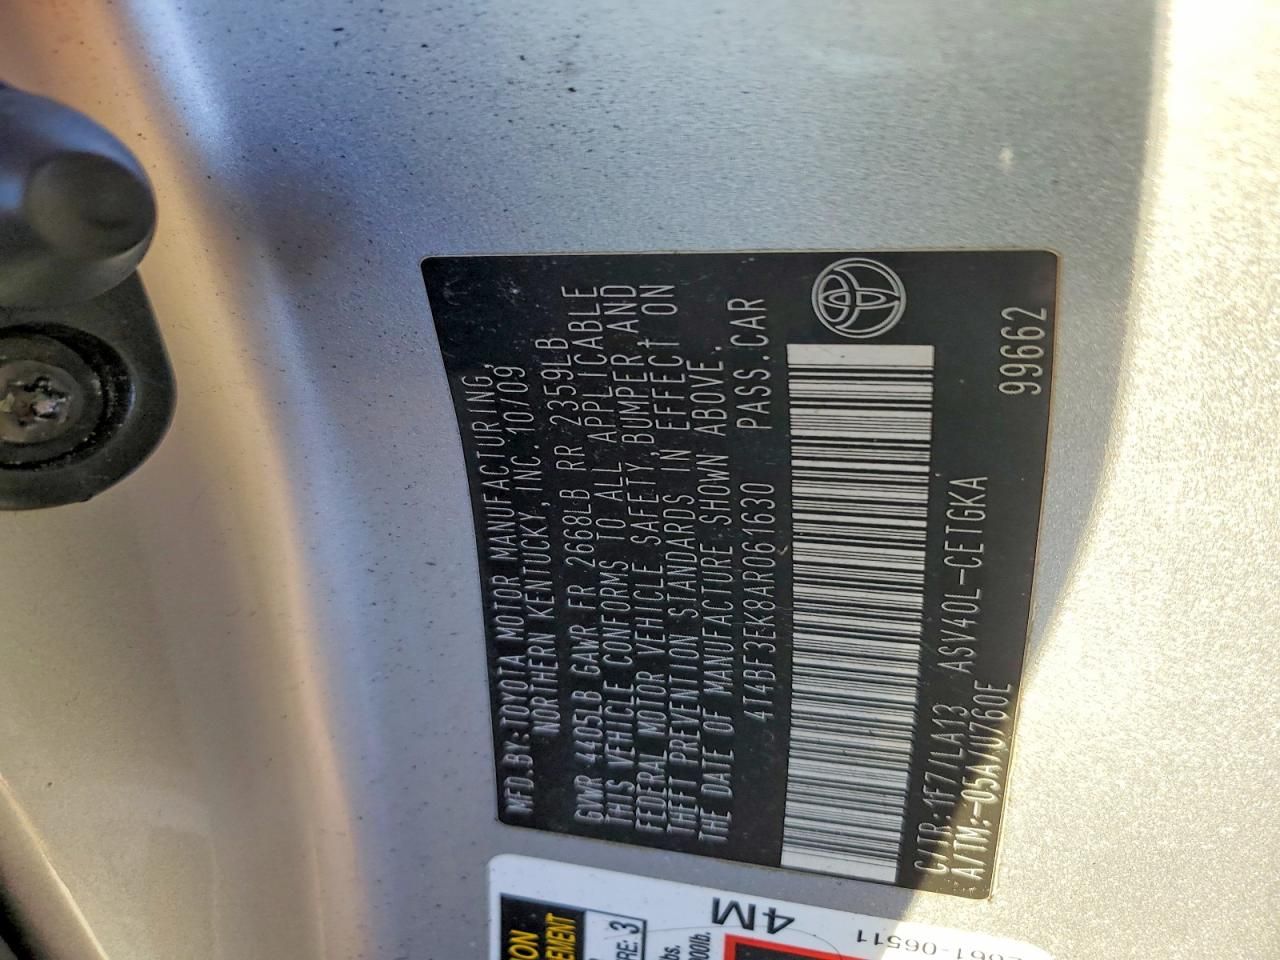 MFD.BY:TOYOTA MOTOR MANUFACTURING,
NORTHERN KENTUCKY,INC.10/09
GVWR 4405LB GAWR FR 2668LB RR 2359LB
THIS VEHICLE CONFORMS TO ALL APPLICABLE
FEDERAL MOTOR VEHICLE SAFETY,BUMPER,AND
THEFT PREVENTION STANDARDS IN EFFECT ON
THE DATE OF MANUFACTURE SHOWN ABOVE.
4T4BF3EK8AR061630 PASS.CAR
C/TR:1F7/LA13 ASV40L-CETGKA
A/TM:-05A/U760E 99662
4M
06511